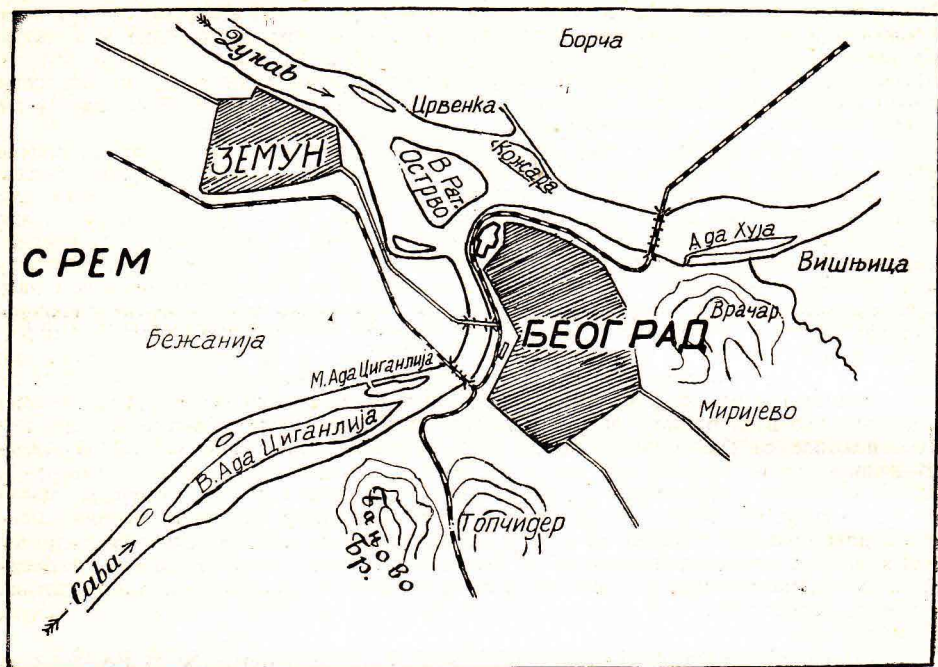 Борча
Дунав
Црвенка
ЗЕМУН
В. Рат.
Острво
Кожара
Ада Хуја
СРЕМ
Вишњица
Врачар
БЕОГРАД
Бежанија
М. Ада Циганлија
Миријево
В. Ада Циганлија
Бањово
Бр.
Топчидер
Сава